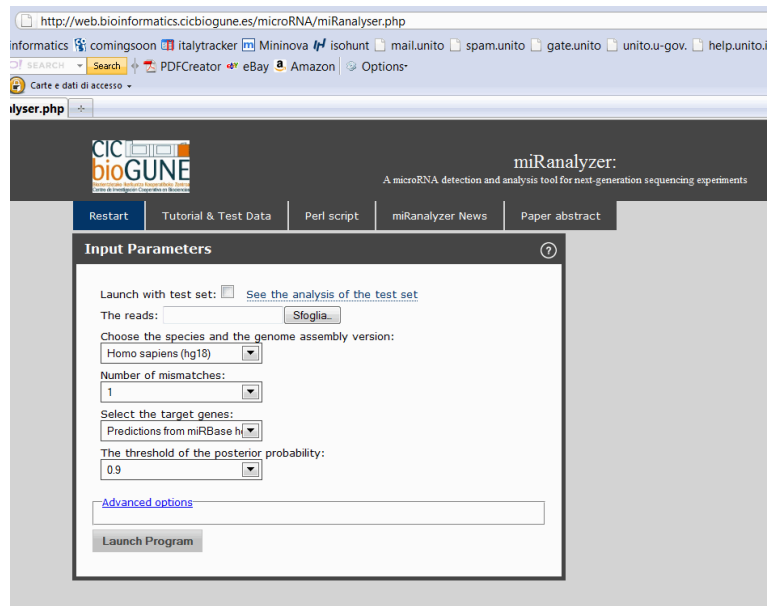 http://web.bioinformatics.cicbiogune.es/microRNA/miRanalyser.php
informatics comingsoon italytracker m Mininova isohunt mail.unito spam.unito gate.unito unito.u-gov. help.unito.i
SEARCH Search PDFCreator eBay Amazon Options
Carte e dati di accesso
alyser.php
CIC
bioGUNE
miRanalyzer:
A microRNA detection and analysis tool for next-generation sequencing experiments
Restart Tutorial & Test Data Perl script miRanalyzer News Paper abstract
Input Parameters ?
Launch with test set: See the analysis of the test set
The reads: Sfoglia...
Choose the species and the genome assembly version:
Homo sapiens (hg18)
Number of mismatches:
1
Select the target genes:
Predictions from miRBase h
The threshold of the posterior probability:
0.9
Advanced options
Launch Program